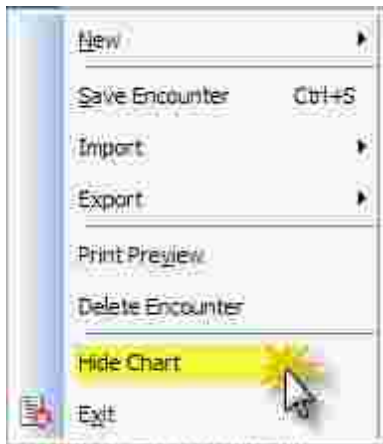 New
Save Encounter Ctrl+S
Import
Export
Print Preview
Delete Encounter
Hide Chart
Exit